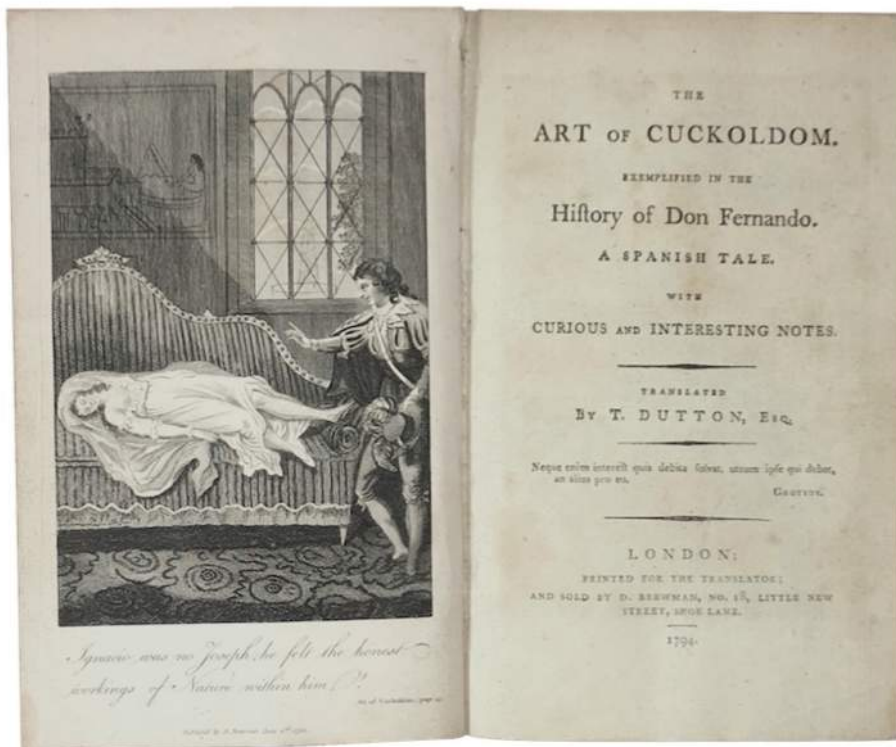 Ignacio was no Joseph, he felt the honest
workings of Nature within him
THE
ART OF CUCKOLDOM.
EXEMPLIFIED IN THE
Hiſtory of Don Fernando.
A SPANISH TALE.
WITH
CURIOUS AND INTERESTING NOTES.
TRANSLATED
BY T. DUTTON, ESQ.
Neque enim intereſt quis debita ſolvat, utrum ipſe qui debet,
an alius pro eo.
GROTIUS.
LONDON:
PRINTED FOR THE TRANSLATOR;
AND SOLD BY D. BREWMAN, NO. 18, LITTLE NEW
STREET, SHOE LANE.
1794.